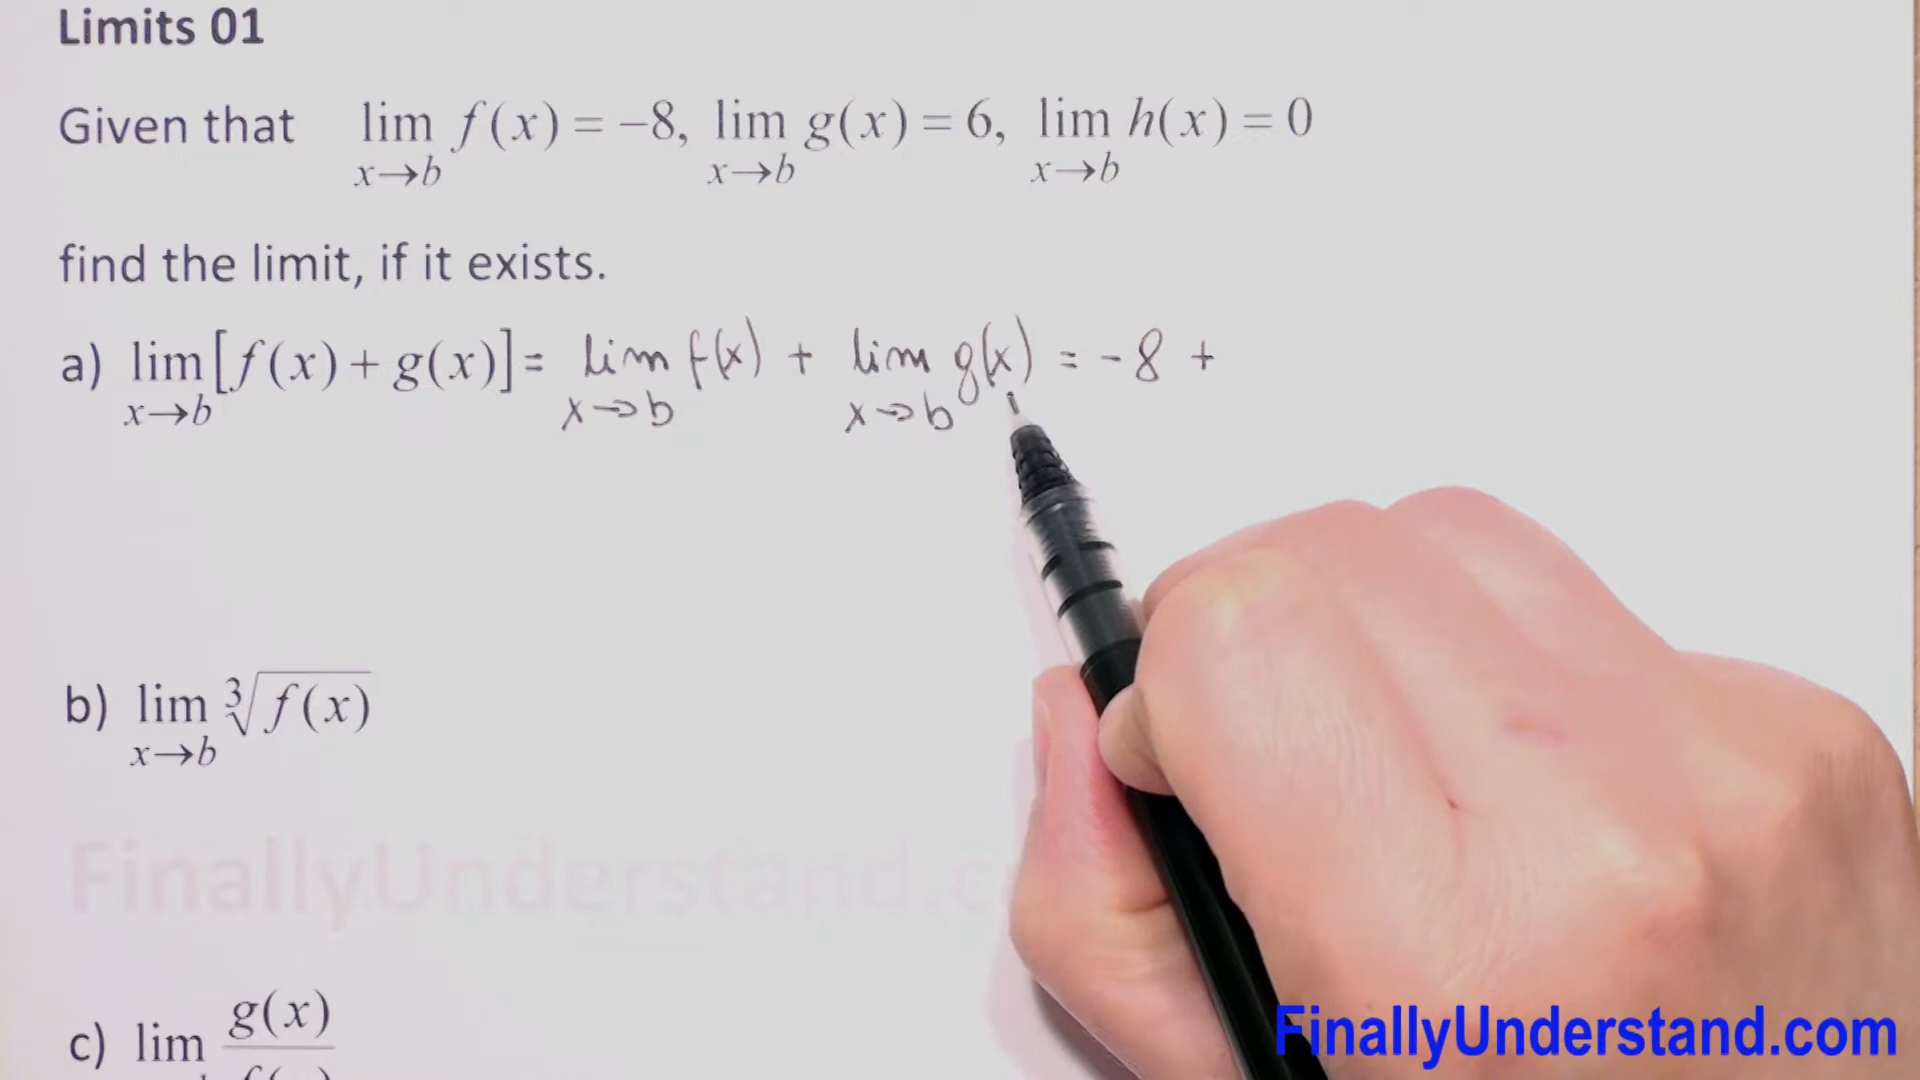 Limits 01
Given that lim f(x) = −8, lim g(x) = 6, lim h(x) = 0
x→b x→b x→b
find the limit, if it exists.
a) lim [f(x) + g(x)] = lim f(x) + lim g(x) = -8 +
x→b x→b x→b
b) lim ∛f(x)
x→b
FinallyUnderstand.c
c) lim g(x)
FinallyUnderstand.com